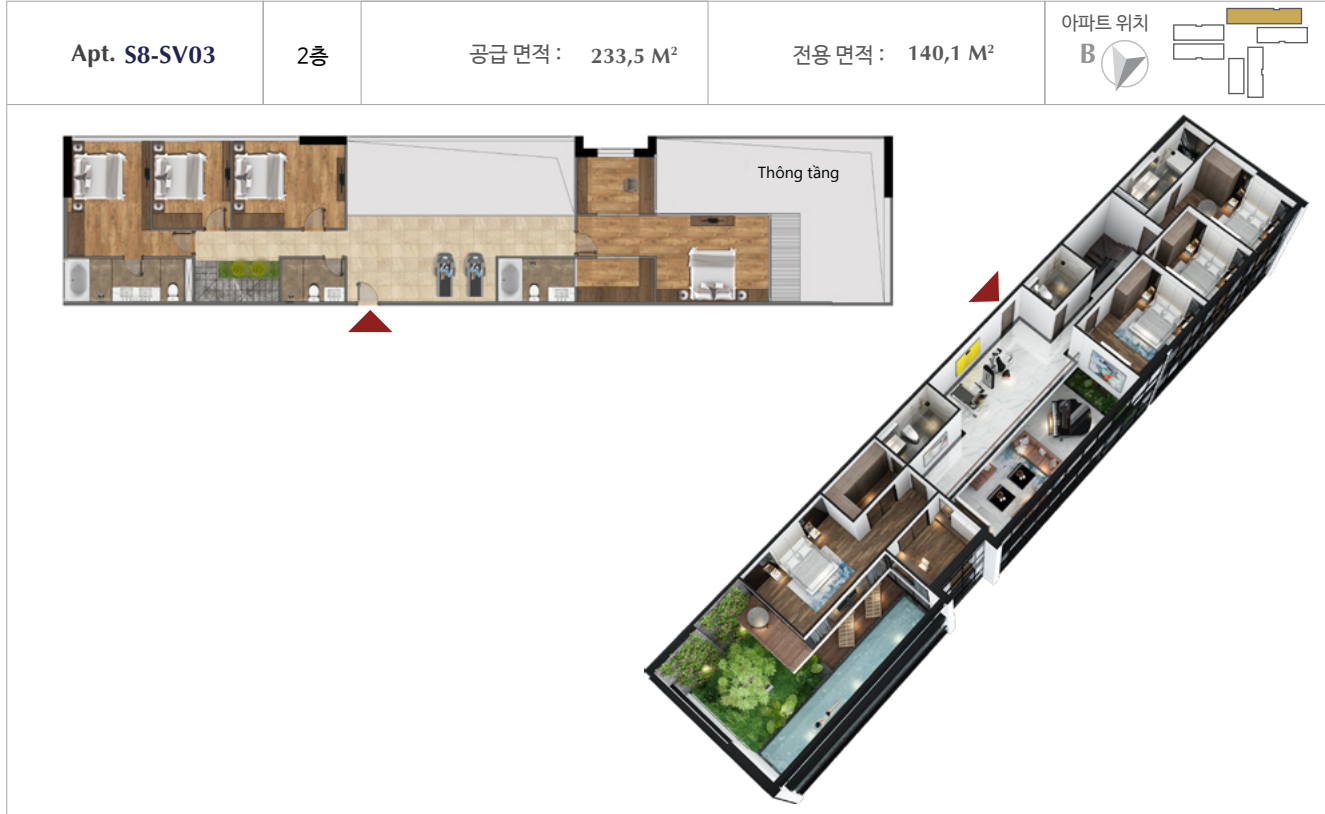 Apt. S8-SV03
2층
공급 면적 : 233,5 M²
전용 면적 : 140,1 M²
아파트 위치
B
Thông tầng